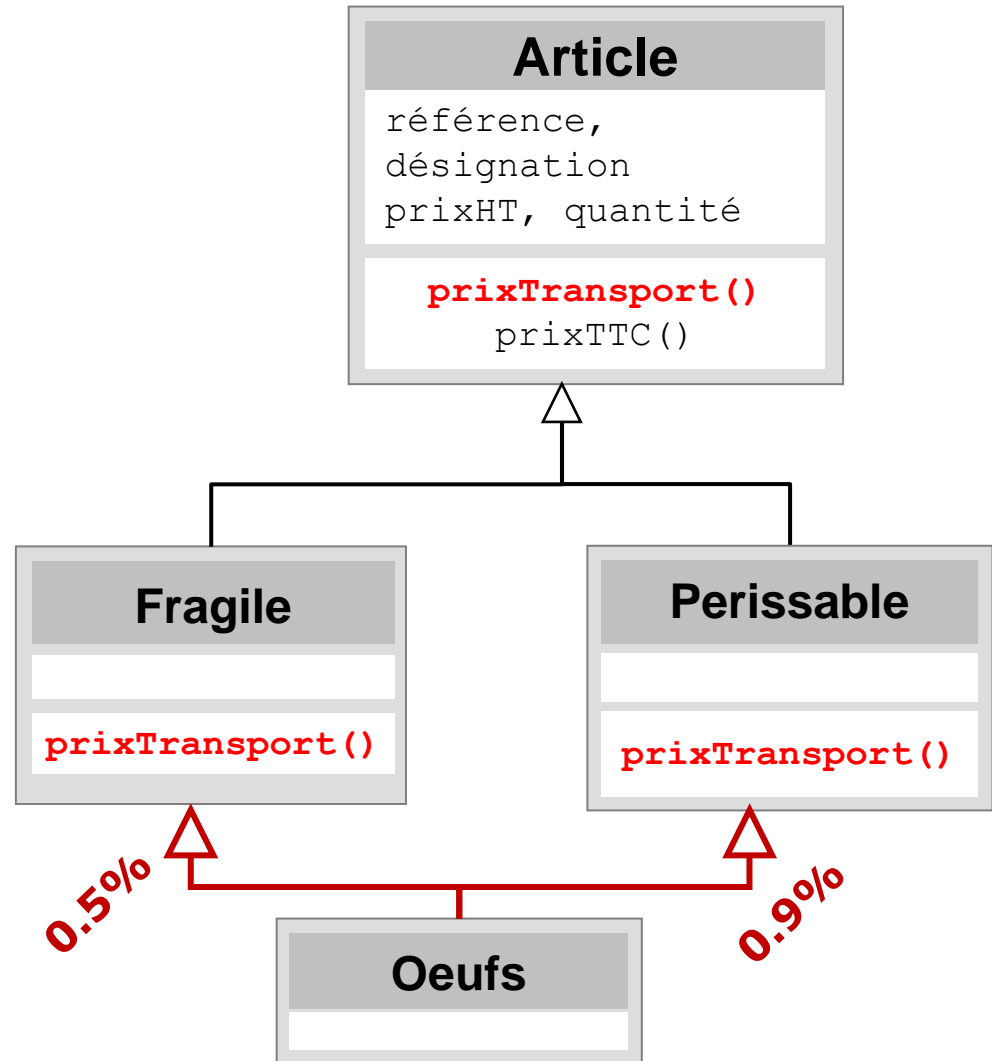 Article
référence,
désignation
prixHT, quantité
prixTransport()
prixTTC()
Fragile
prixTransport()
Perissable
prixTransport()
0.5%
0.9%
Oeufs